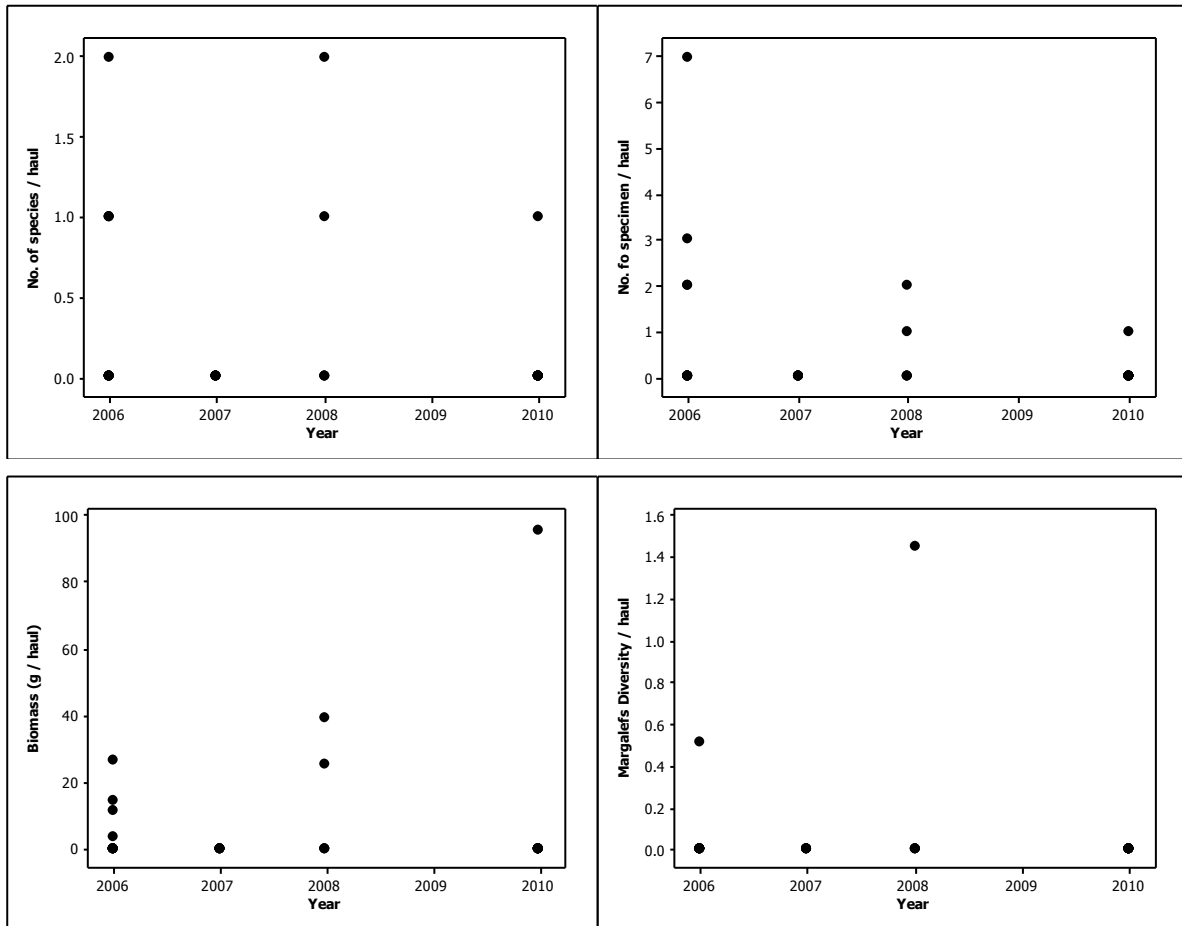 No. of species / haul
2.0
1.5
1.0
0.5
0.0
2006 2007 2008 2009 2010
Year
No. fo specimen / haul
7
6
5
4
3
2
1
0
2006 2007 2008 2009 2010
Year
Biomass (g / haul)
100
80
60
40
20
0
2006 2007 2008 2009 2010
Year
Margalefs Diversity / haul
1.6
1.4
1.2
1.0
0.8
0.6
0.4
0.2
0.0
2006 2007 2008 2009 2010
Year